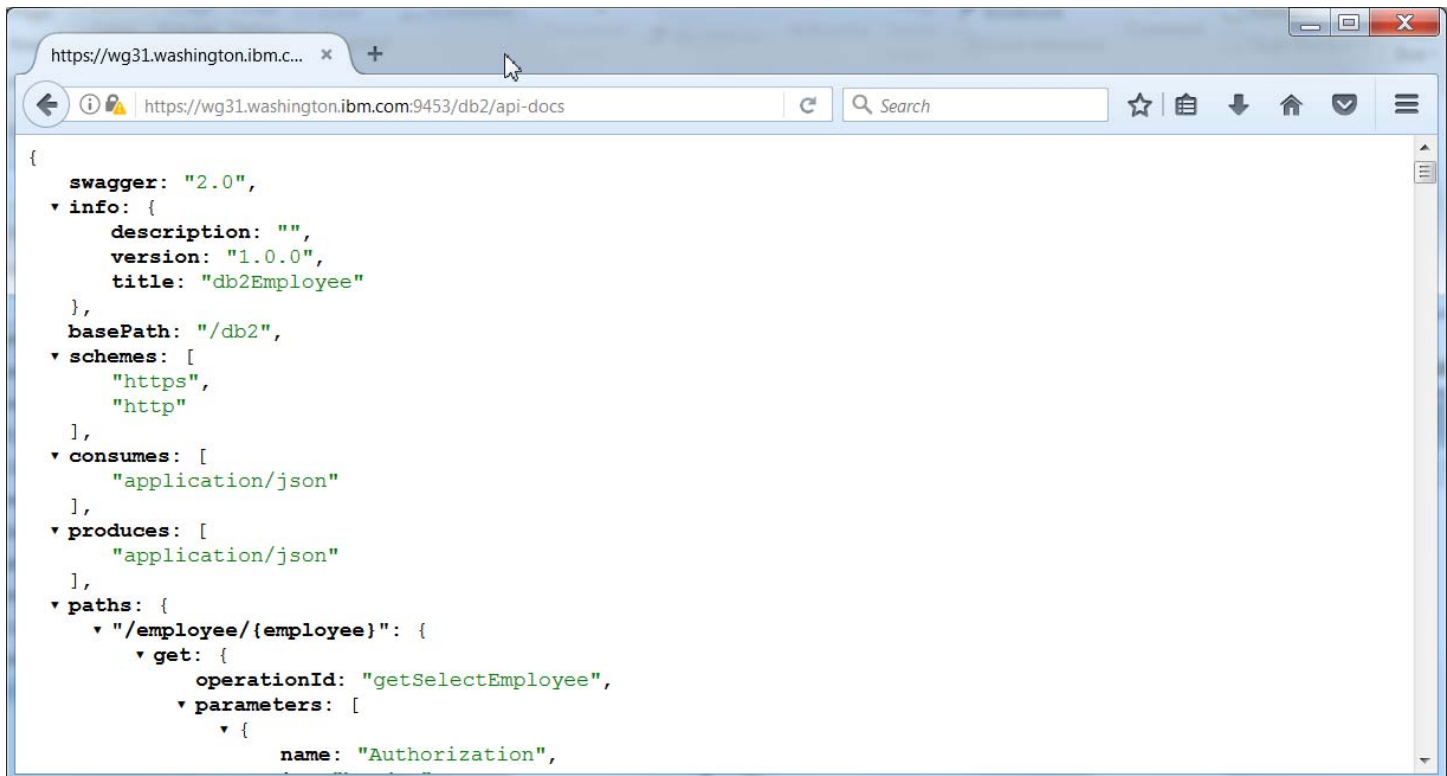 https://wg31.washington.ibm.c...
https://wg31.washington.ibm.com:9453/db2/api-docs
Search
{
swagger: "2.0",
info: {
description: "",
version: "1.0.0",
title: "db2Employee"
},
basePath: "/db2",
schemes: [
"https",
"http"
],
consumes: [
"application/json"
],
produces: [
"application/json"
],
paths: {
"/employee/{employee}": {
get: {
operationId: "getSelectEmployee",
parameters: [
{
name: "Authorization",